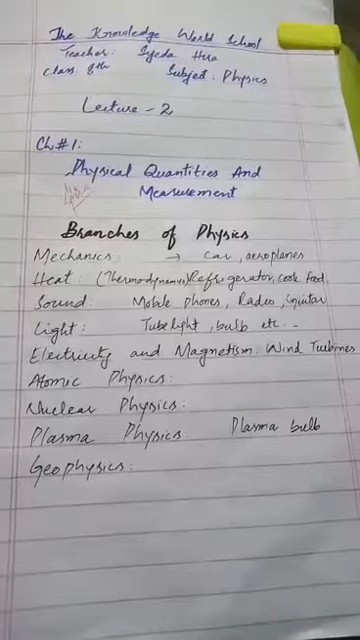 The Knowledge World School
Teacher: Syeda Hira
Class: 8th Subject: Physics
Lecture - 2
Ch#1:
Physical Quantities And
Measurement
Branches of Physics
Mechanics: → car, aeroplanes
Heat: (Thermodynamics) Refrigerator, cook food,
Sound Mobile phones, Radio, Guitar
Light: Tubelight, bulb etc..
Electricity and Magnetism. Wind Turbines
Atomic Physics:
Nuclear Physics:
Plasma Physics: Plasma bulb
Geophysics: